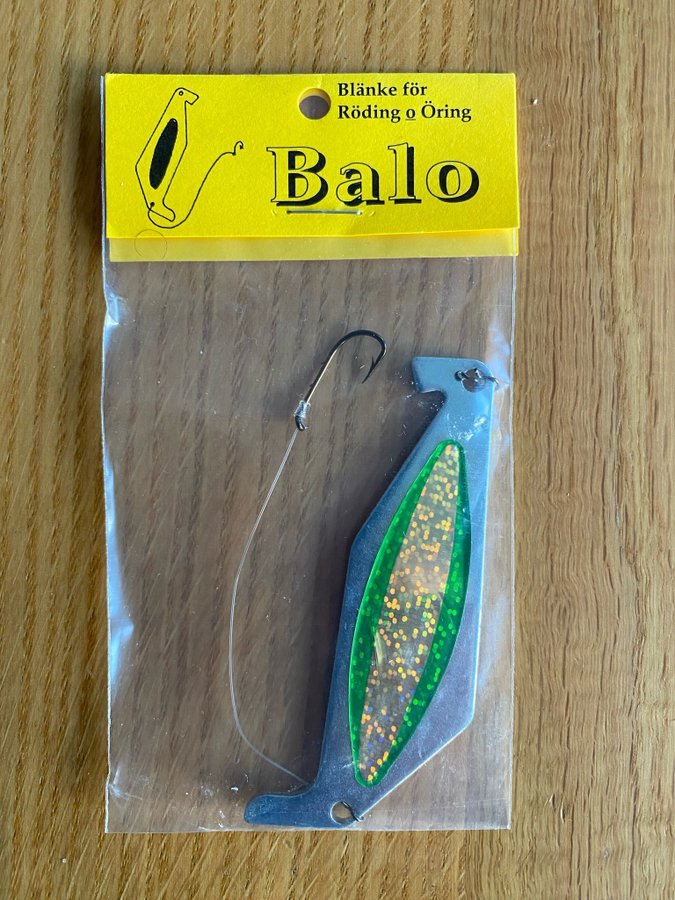 Blänke för
Röding o Öring
Balo